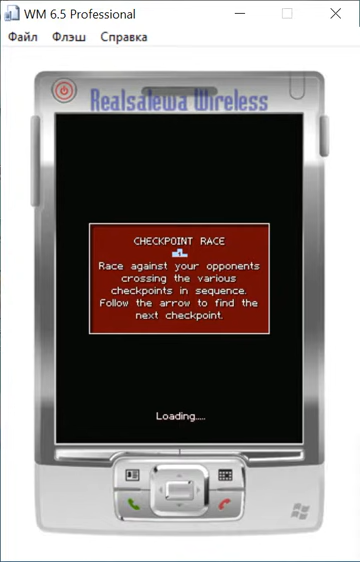 WM 6.5 Professional
Файл Флэш Справка
Realsalewa Wireless
CHECKPOINT RACE
Race against your opponents
crossing the various
checkpoints in sequence.
Follow the arrow to find the
next checkpoint.
Loading.....